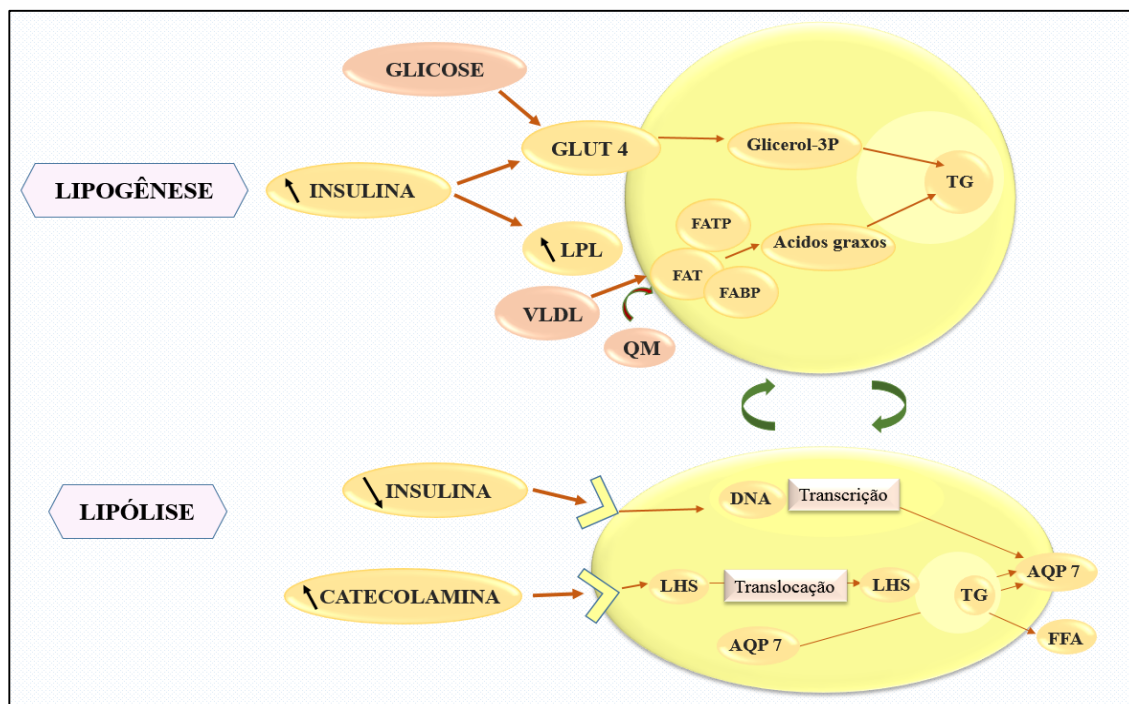 GLICOSE
GLUT 4
Glicerol-3P
LIPOGÊNESE
INSULINA
TG
FATP
LPL
Acidos graxos
FAT
FABP
VLDL
QM
LIPÓLISE
INSULINA
DNA
Transcrição
CATECOLAMINA
LHS
Translocação
LHS
TG
AQP 7
AQP 7
FFA